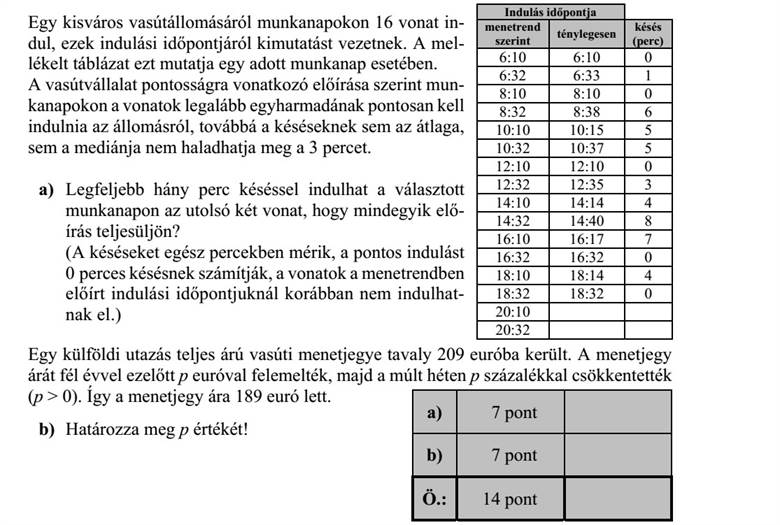 Egy kisváros vasútállomásáról munkanapokon 16 vonat in-
dul, ezek indulási időpontjáról kimutatást vezetnek. A mel-
lékelt táblázat ezt mutatja egy adott munkanap esetében.
A vasútvállalat pontosságra vonatkozó előírása szerint mun-
kanapokon a vonatok legalább egyharmadának pontosan kell
indulnia az állomásról, továbbá a késéseknek sem az átlaga,
sem a mediánja nem haladhatja meg a 3 percet.
a) Legfeljebb hány perc késéssel indulhat a választott
munkanapon az utolsó két vonat, hogy mindegyik elő-
írás teljesüljön?
(A késéseket egész percekben mérik, a pontos indulást
0 perces késésnek számítják, a vonatok a menetrendben
előírt indulási időpontjuknál korábban nem indulhat-
nak el.)
Indulás időpontja
menetrend szerint ténylegesen késés (perc)
6:10 6:10 0
6:32 6:33 1
8:10 8:10 0
8:32 8:38 6
10:10 10:15 5
10:32 10:37 5
12:10 12:10 0
12:32 12:35 3
14:10 14:14 4
14:32 14:40 8
16:10 16:17 7
16:32 16:32 0
18:10 18:14 4
18:32 18:32 0
20:10
20:32
Egy külföldi utazás teljes árú vasúti menetjegye tavaly 209 euróba került. A menetjegy
árát fél évvel ezelőtt p euróval felemelték, majd a múlt héten p százalékkal csökkentették
(p > 0). Így a menetjegy ára 189 euró lett.
b) Határozza meg p értékét!
a) 7 pont
b) 7 pont
Ö.: 14 pont